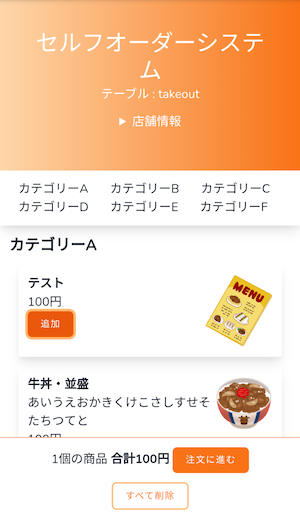 セルフオーダーシステ
ム
テーブル : takeout
▶ 店舗情報
カテゴリーA カテゴリーB カテゴリーC
カテゴリーD カテゴリーE カテゴリーF
カテゴリーA
テスト
100円
追加
MENU
牛丼・並盛
あいうえおかきくけこさしすせそ
たちつてと
100円
1個の商品 合計100円 注文に進む
すべて削除